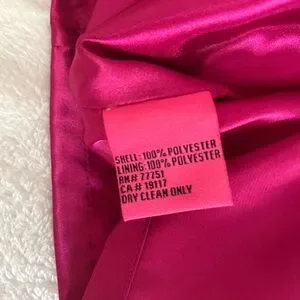 SHELL: 100% POLYESTER
LINING: 100% POLYESTER
RN# 77751
CA# 19117
DRY CLEAN ONLY